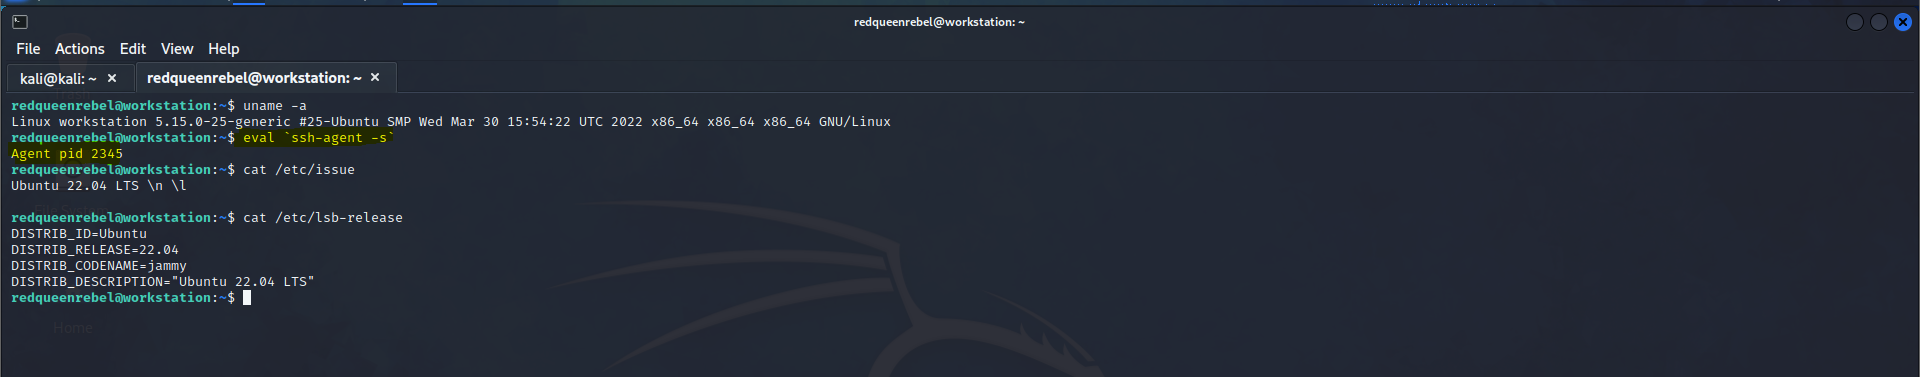 redqueenrebel@workstation: ~
File Actions Edit View Help
kali@kali: ~ × redqueenrebel@workstation: ~ ×
redqueenrebel@workstation:~$ uname -a
Linux workstation 5.15.0-25-generic #25-Ubuntu SMP Wed Mar 30 15:54:22 UTC 2022 x86_64 x86_64 x86_64 GNU/Linux
redqueenrebel@workstation:~$ eval `ssh-agent -s`
Agent pid 2345
redqueenrebel@workstation:~$ cat /etc/issue
Ubuntu 22.04 LTS \n \l
redqueenrebel@workstation:~$ cat /etc/lsb-release
DISTRIB_ID=Ubuntu
DISTRIB_RELEASE=22.04
DISTRIB_CODENAME=jammy
DISTRIB_DESCRIPTION="Ubuntu 22.04 LTS"
redqueenrebel@workstation:~$
Home